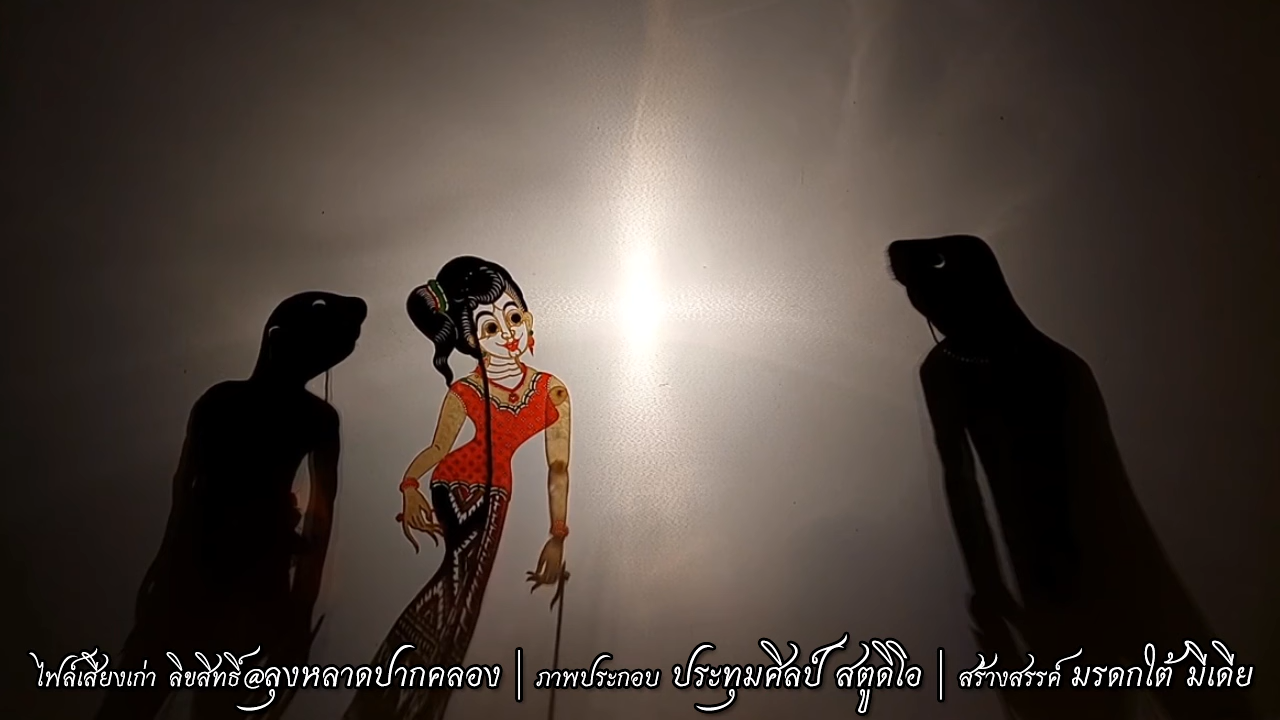 ไฟล์เสียงเก่า ลิขสิทธิ์@ลุงหลาดปากคลอง | ภาพประกอบ ประทุมศิลป์ สตูดิโอ | สร้างสรรค์ มรดกใต้ มีเดีย